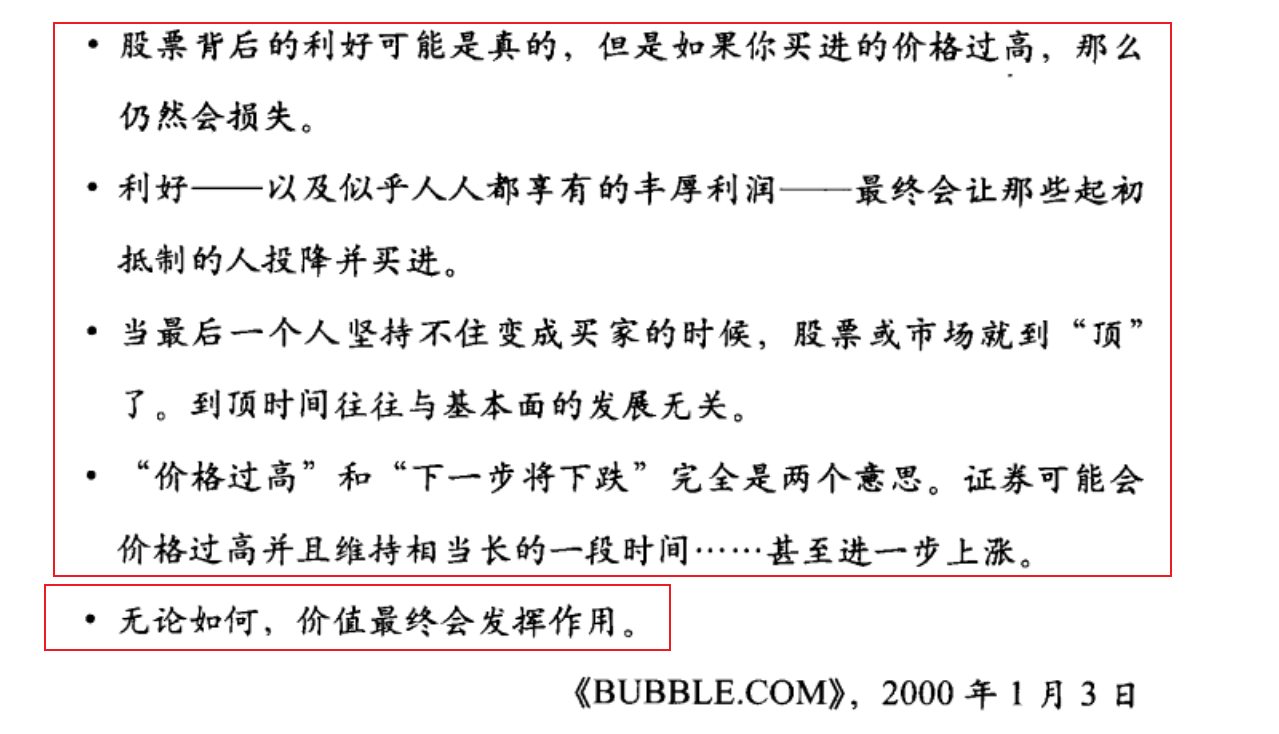 • 股票背后的利好可能是真的，但是如果你买进的价格过高，那么
仍然会损失。
• 利好——以及似乎人人都享有的丰厚利润——最终会让那些起初
抵制的人投降并买进。
• 当最后一个人坚持不住变成买家的时候，股票或市场就到“顶”
了。到顶时间往往与基本面的发展无关。
• “价格过高”和“下一步将下跌”完全是两个意思。证券可能会
价格过高并且维持相当长的一段时间……甚至进一步上涨。
• 无论如何，价值最终会发挥作用。
《BUBBLE.COM》，2000 年 1 月 3 日